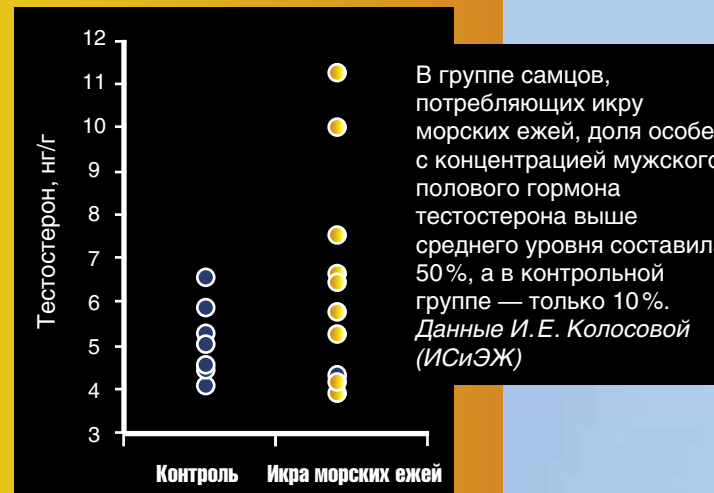 12
11
10
9
8
7
6
5
4
3
Тестостерон, нг/г
Контроль
Икра морских ежей
В группе самцов,
потребляющих икру
морских ежей, доля особе
с концентрацией мужского
полового гормона
тестостерона выше
среднего уровня составил
50%, а в контрольной
группе — только 10%.
Данные И.Е. Колосовой
(ИСиЭЖ)